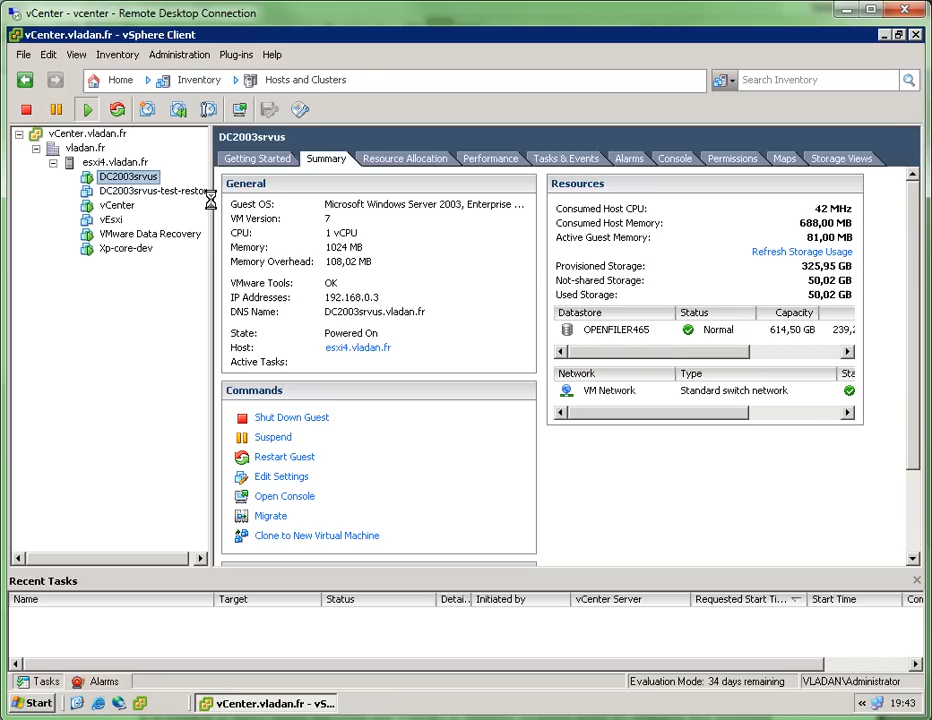 vCenter - vcenter - Remote Desktop Connection
vCenter.vladan.fr - vSphere Client
File Edit View Inventory Administration Plug-ins Help
Home Inventory Hosts and Clusters Search Inventory
vCenter.vladan.fr
vladan.fr
esxi4.vladan.fr
DC2003srvus
DC2003srvus-test-restor
vCenter
vEsxi
VMware Data Recovery
Xp-core-dev
DC2003srvus
Getting Started Summary Resource Allocation Performance Tasks & Events Alarms Console Permissions Maps Storage Views
General
Guest OS: Microsoft Windows Server 2003, Enterprise ...
VM Version: 7
CPU: 1 vCPU
Memory: 1024 MB
Memory Overhead: 108,02 MB
VMware Tools: OK
IP Addresses: 192.168.0.3
DNS Name: DC2003srvus.vladan.fr
State: Powered On
Host: esxi4.vladan.fr
Active Tasks:
Commands
Shut Down Guest
Suspend
Restart Guest
Edit Settings
Open Console
Migrate
Clone to New Virtual Machine
Resources
Consumed Host CPU: 42 MHz
Consumed Host Memory: 688,00 MB
Active Guest Memory: 81,00 MB
Refresh Storage Usage
Provisioned Storage: 325,95 GB
Not-shared Storage: 50,02 GB
Used Storage: 50,02 GB
Datastore Status Capacity
OPENFILER465 Normal 614,50 GB 239,2
Network Type Sta
VM Network Standard switch network
Recent Tasks
Name Target Status Detai.. Initiated by vCenter Server Requested Start Ti... Start Time Con
Tasks Alarms Evaluation Mode: 34 days remaining VLADAN\Administrator
Start vCenter.vladan.fr - vS... « 19:43